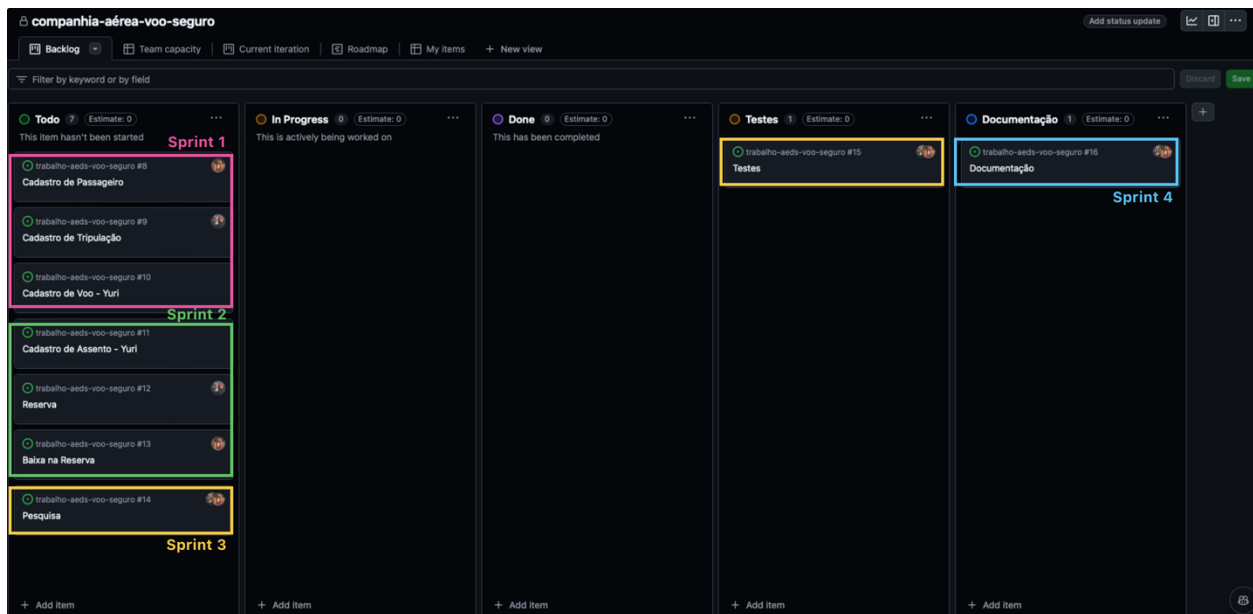 companhia-aérea-voo-seguro
Add status update
Backlog
Team capacity
Current iteration
Roadmap
My items
+ New view
Filter by keyword or by field
Discard
Save
Todo 7 Estimate: 0
This item hasn't been started
Sprint 1
trabalho-aeds-voo-seguro #8
Cadastro de Passageiro
trabalho-aeds-voo-seguro #9
Cadastro de Tripulação
trabalho-aeds-voo-seguro #10
Cadastro de Voo - Yuri
Sprint 2
trabalho-aeds-voo-seguro #11
Cadastro de Assento - Yuri
trabalho-aeds-voo-seguro #12
Reserva
trabalho-aeds-voo-seguro #13
Baixa na Reserva
trabalho-aeds-voo-seguro #14
Pesquisa
Sprint 3
+ Add item
In Progress 0 Estimate: 0
This is actively being worked on
+ Add item
Done 0 Estimate: 0
This has been completed
+ Add item
Testes 1 Estimate: 0
trabalho-aeds-voo-seguro #15
Testes
+ Add item
Documentação 1 Estimate: 0
trabalho-aeds-voo-seguro #16
Documentação
Sprint 4
+ Add item